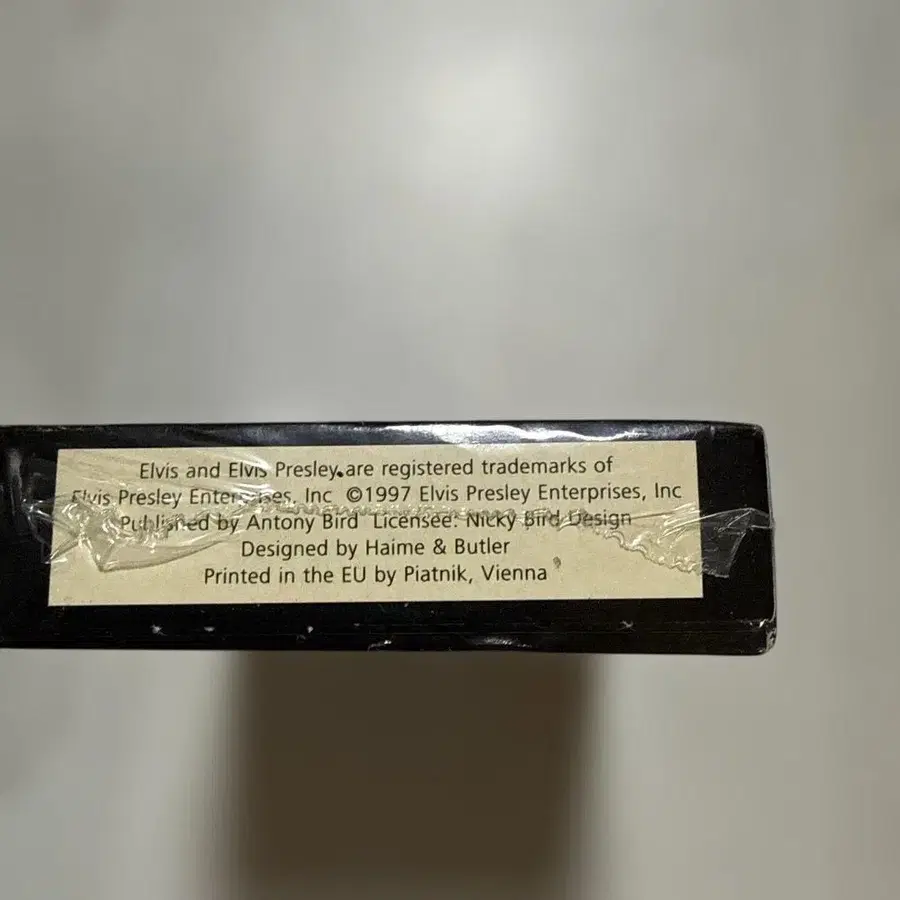 Elvis and Elvis Presley are registered trademarks of
Elvis Presley Enterprises, Inc ©1997 Elvis Presley Enterprises, Inc
Published by Antony Bird Licensee: Nicky Bird Design
Designed by Haime & Butler
Printed in the EU by Piatnik, Vienna